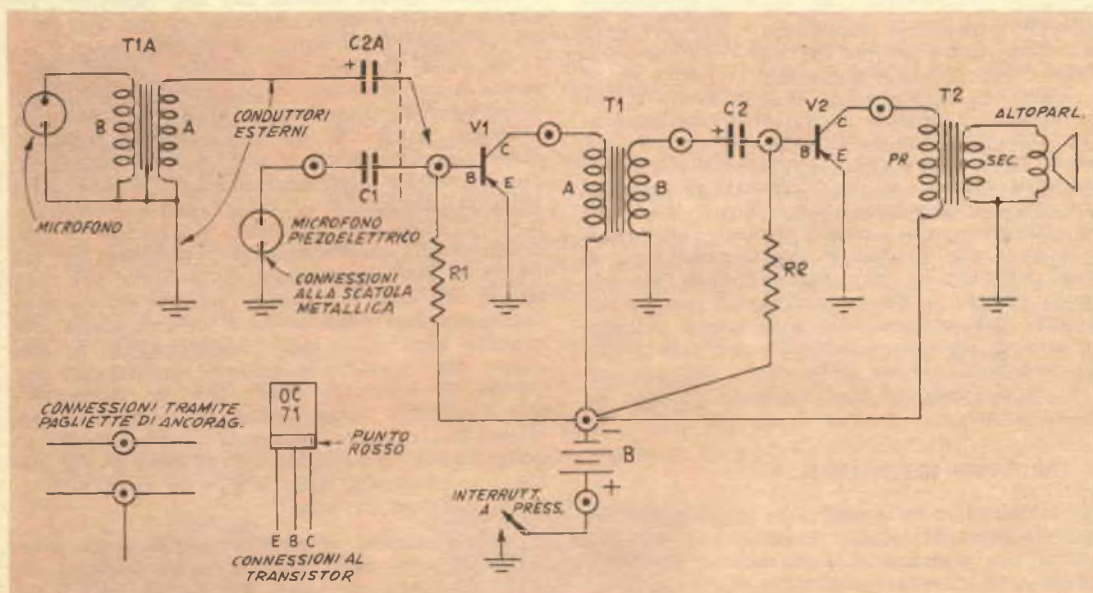 T1A
C2A
+
B
A
CONDUTTORI
ESTERNI
MICROFONO
C1
V1
C
B
E
MICROFONO
PIEZOELETTRICO
CONNESSIONI
ALLA SCATOLA
METALLICA
R1
T1
A
B
C2
+
R2
V2
C
B
E
T2
PR.
SEC.
ALTOPARL.
CONNESSIONI TRAMITE
PAGLIETTE DI ANCORAG.
OC
71
PUNTO
ROSSO
E B C
CONNESSIONI AL
TRANSISTOR
−
B
+
INTERRUTT.
A PRESS.